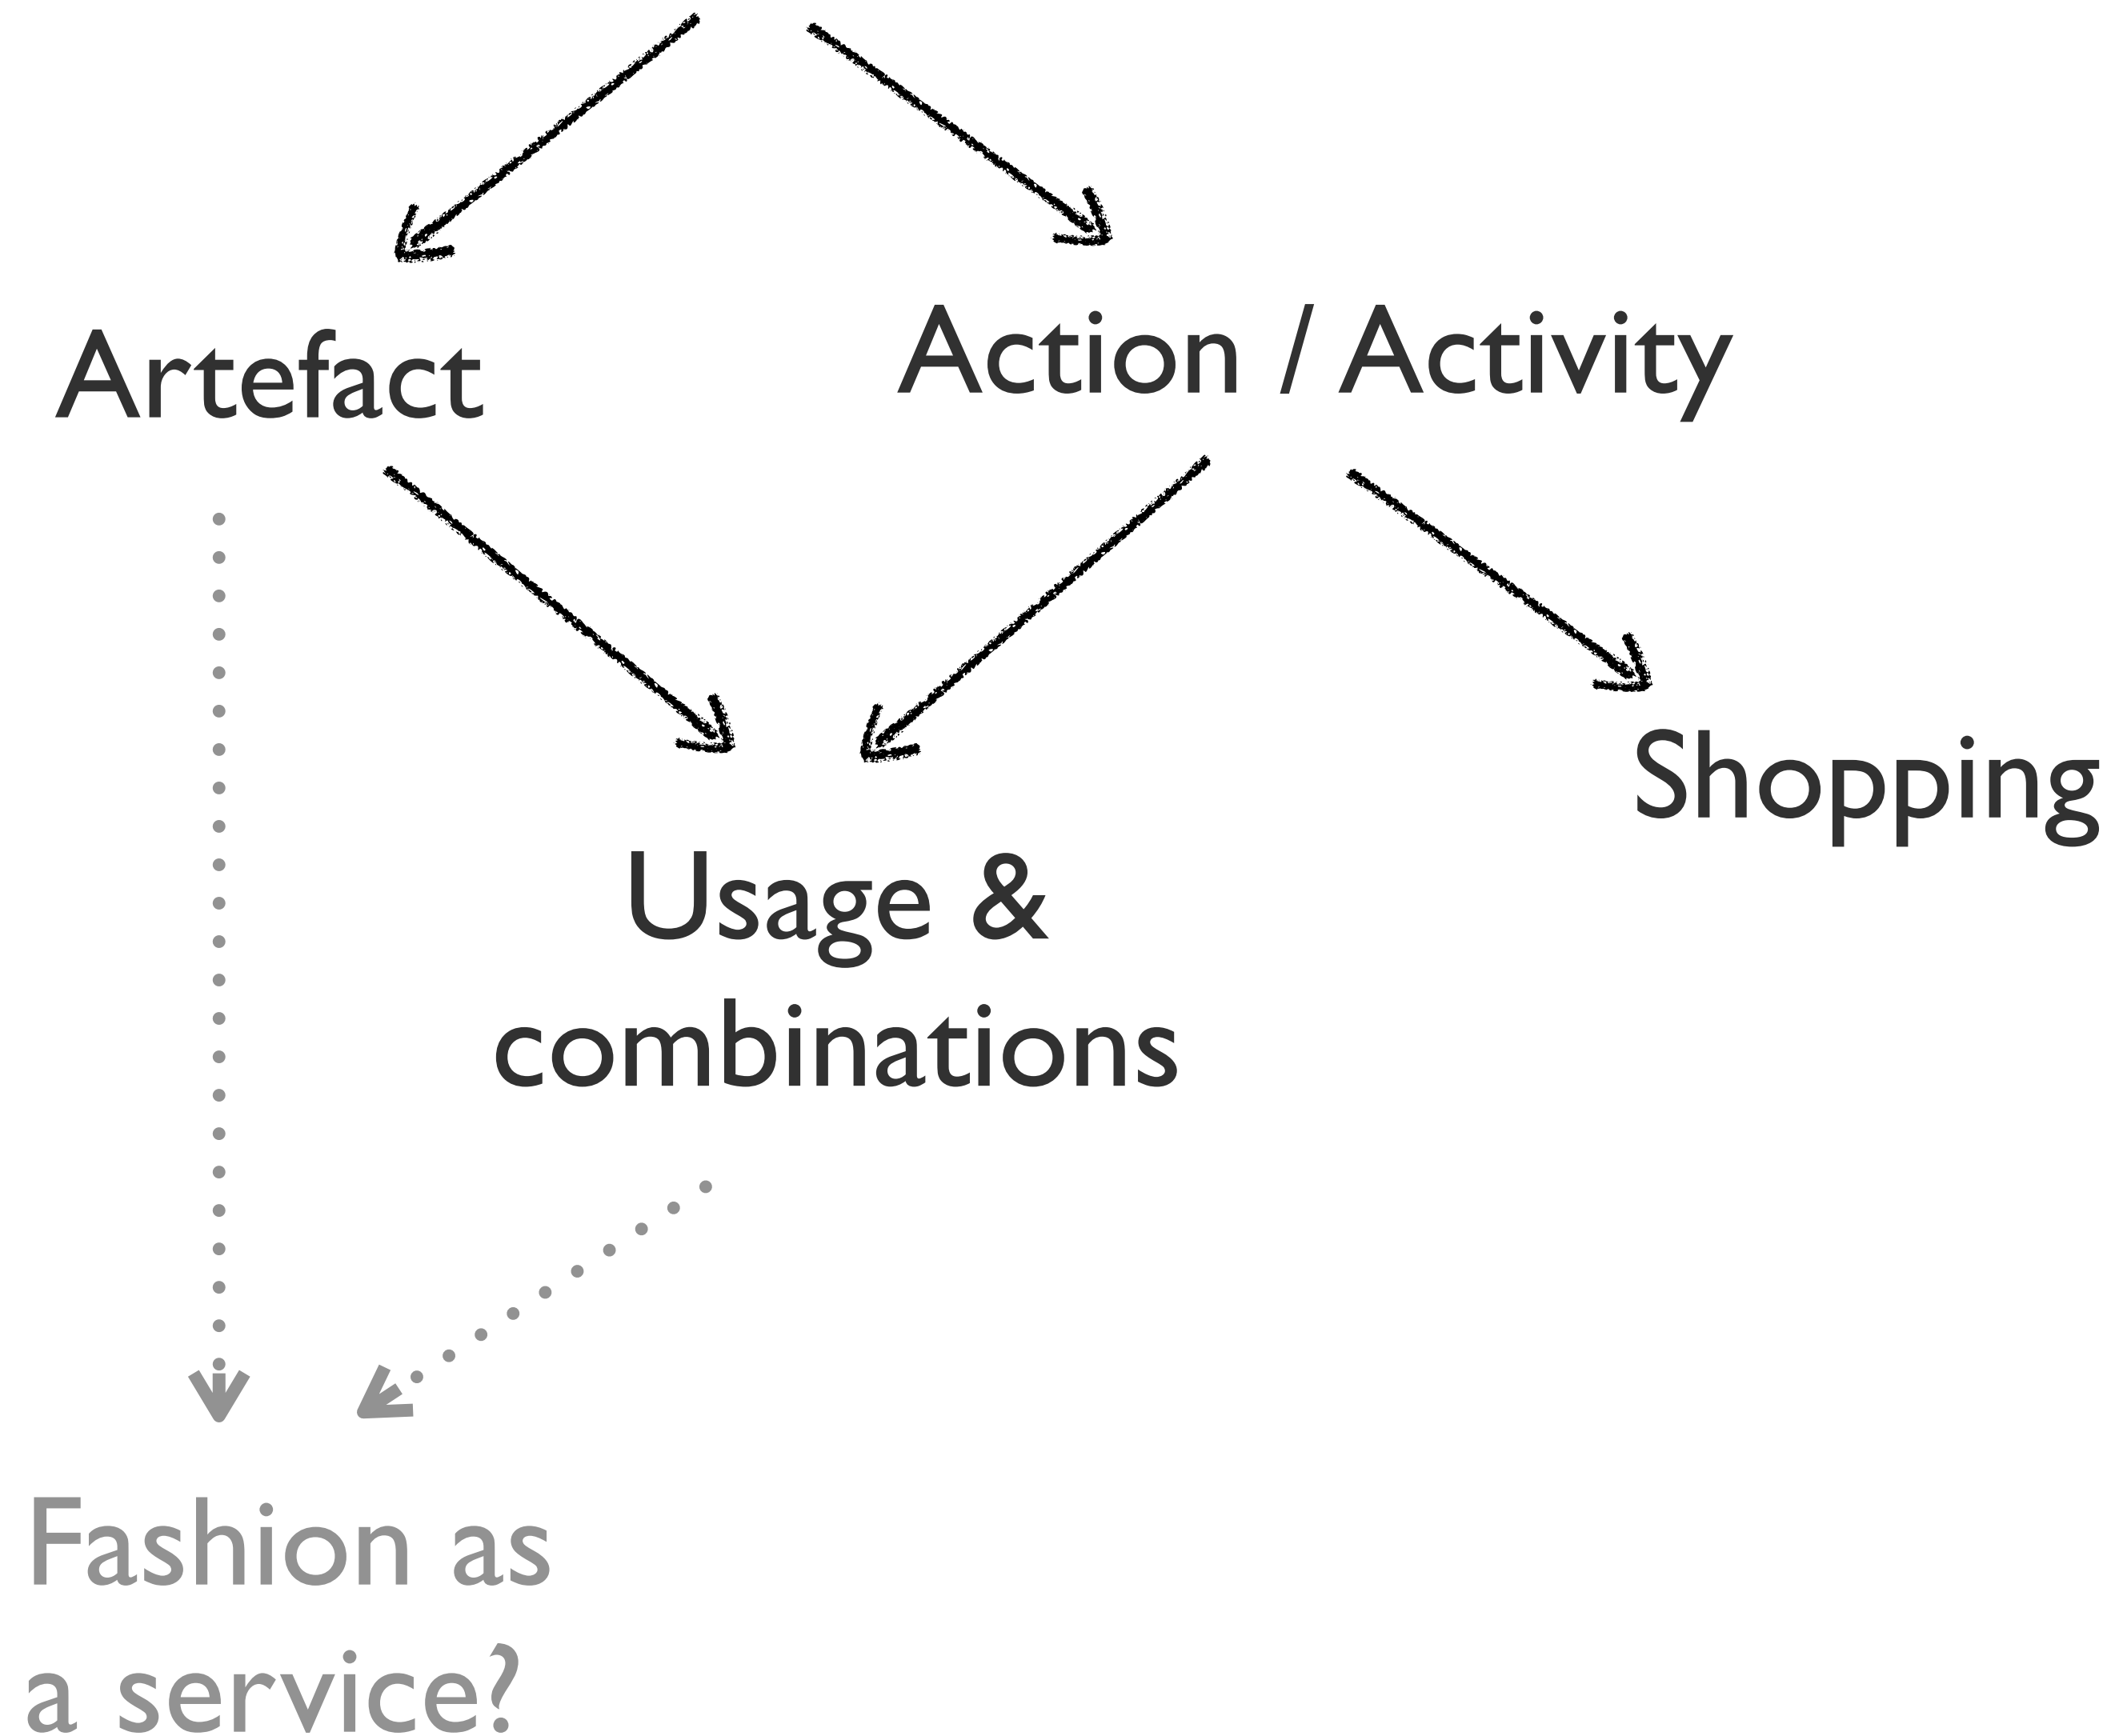 Artefact
Action / Activity
Shopping
Usage &
combinations
Fashion as
a service?